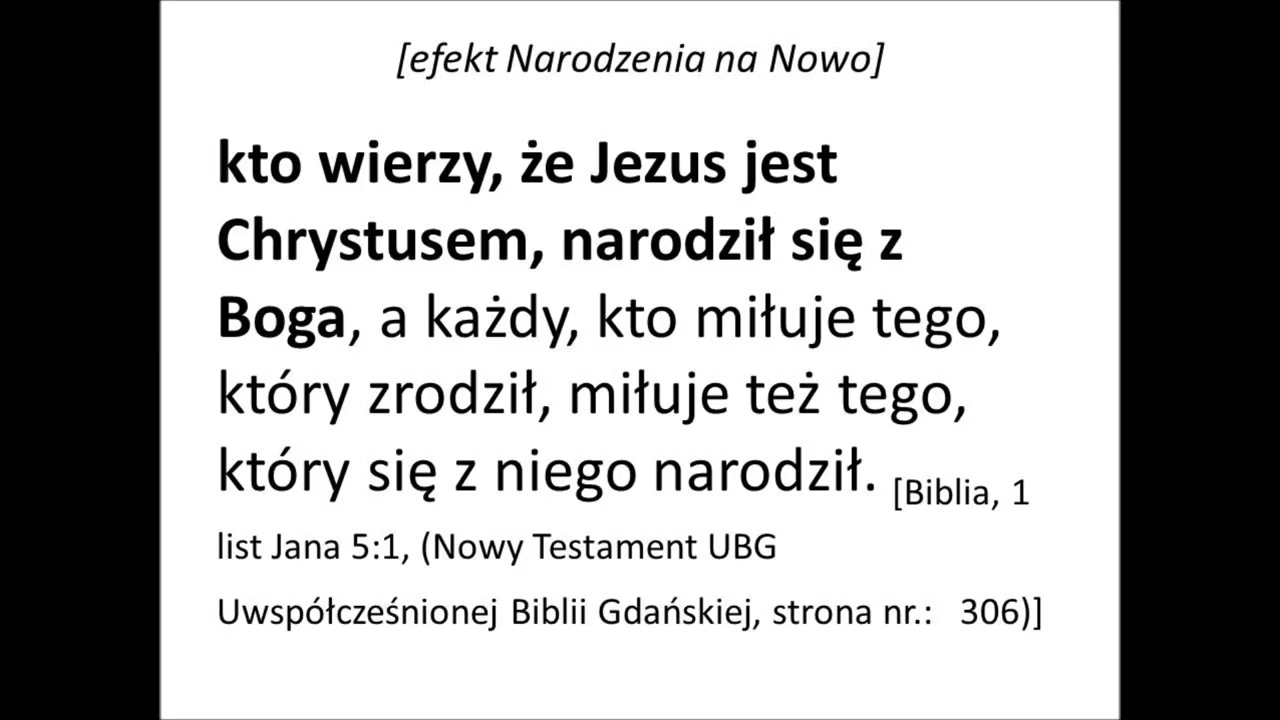 [efekt Narodzenia na Nowo]
kto wierzy, że Jezus jest
Chrystusem, narodził się z
Boga, a każdy, kto miłuje tego,
który zrodził, miłuje też tego,
który się z niego narodził. [Biblia, 1
list Jana 5:1, (Nowy Testament UBG
Uwspółcześnionej Biblii Gdańskiej, strona nr.: 306)]